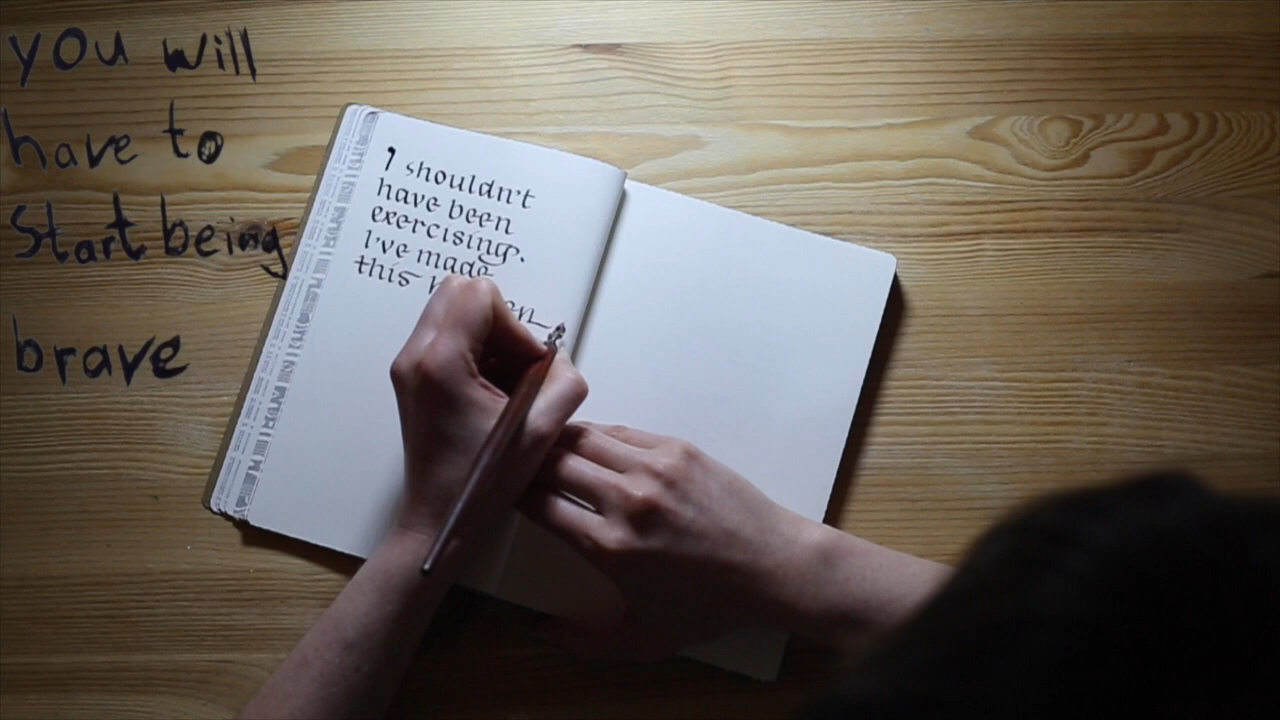 you will
have to
Start being
brave
I shouldn't
have been
exercising.
I've made
this